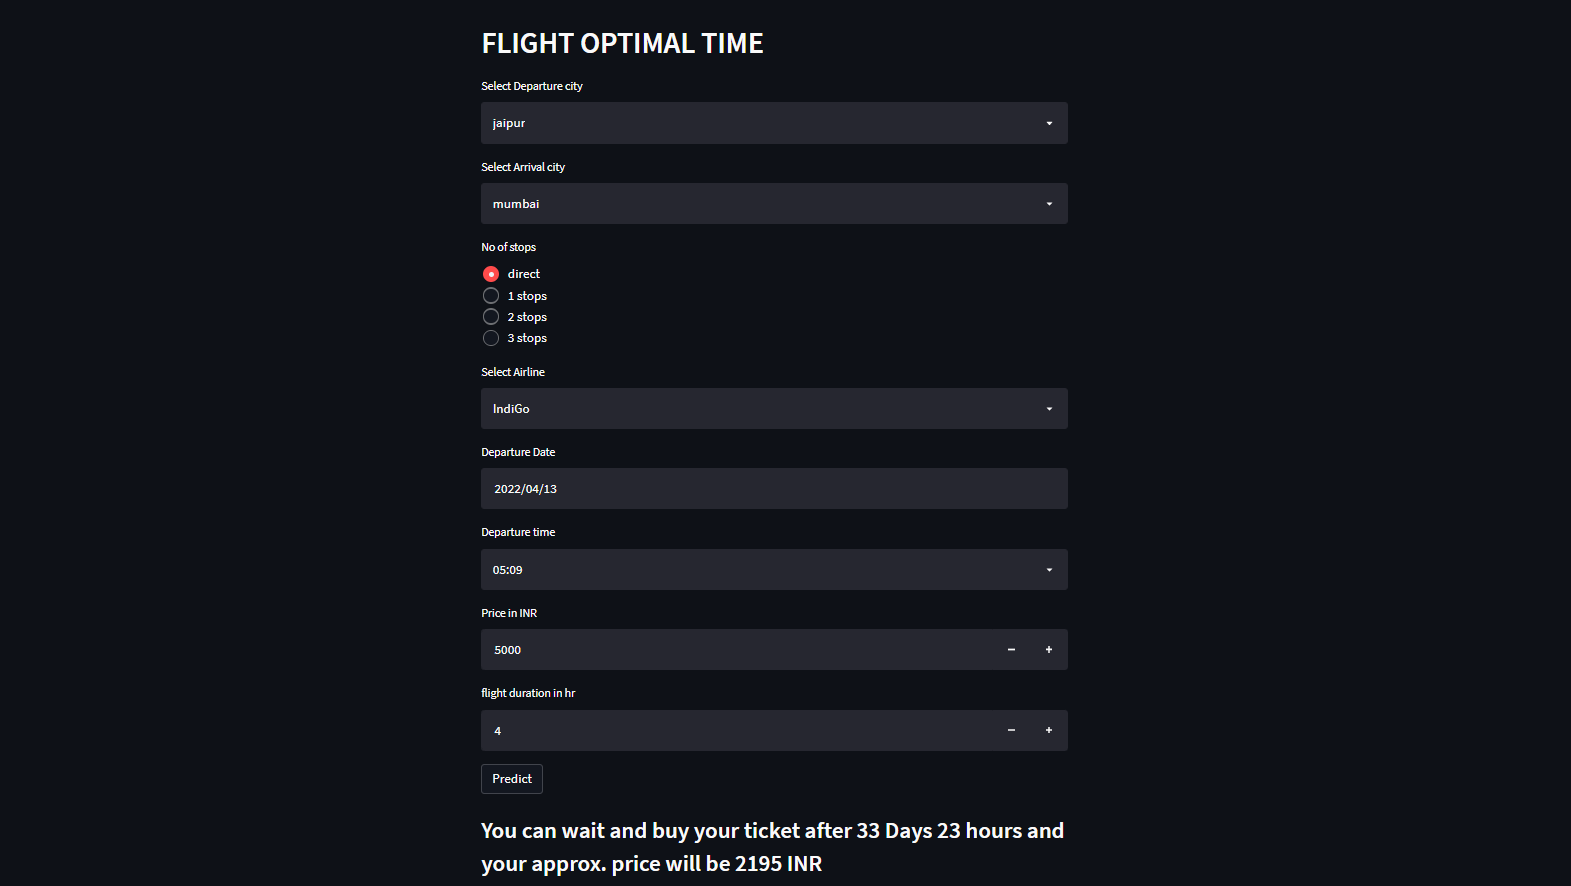 FLIGHT OPTIMAL TIME
Select Departure city
jaipur
Select Arrival city
mumbai
No of stops
direct
1 stops
2 stops
3 stops
Select Airline
IndiGo
Departure Date
2022/04/13
Departure time
05:09
Price in INR
5000
flight duration in hr
4
Predict
You can wait and buy your ticket after 33 Days 23 hours and
your approx. price will be 2195 INR